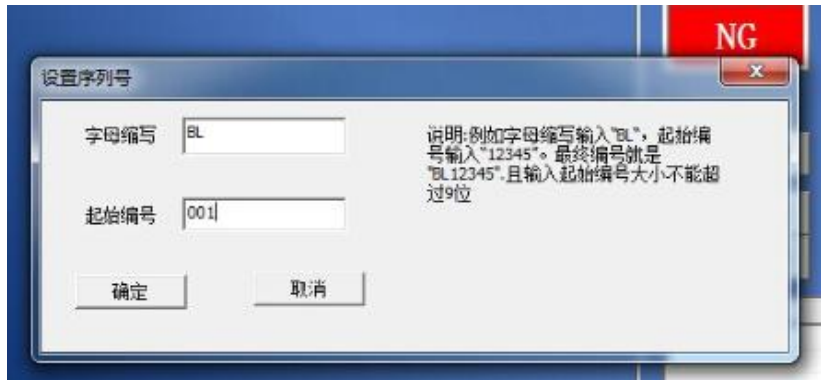 NG
设置序列号
x
字母缩写
BL
说明:例如字母缩写输入"BL"，起始编
号输入"12345"。最终编号就是
"BL12345".且输入起始编号大小不能超
过9位
起始编号
001
确定
取消